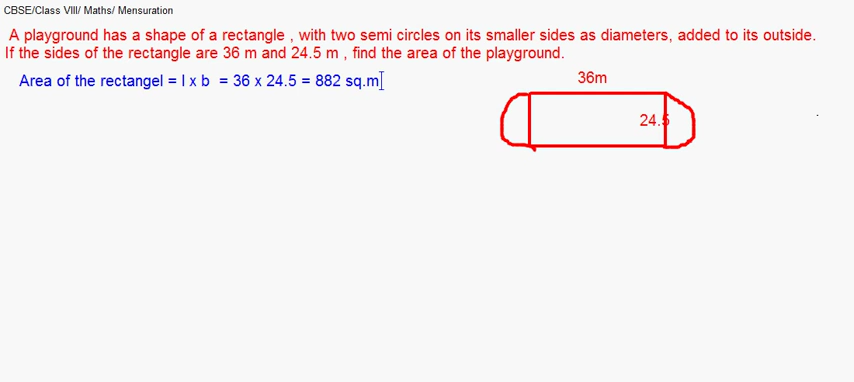 CBSE/Class VIII/ Maths/ Mensuration
A playground has a shape of a rectangle , with two semi circles on its smaller sides as diameters, added to its outside.
If the sides of the rectangle are 36 m and 24.5 m , find the area of the playground.
Area of the rectangel = l x b = 36 x 24.5 = 882 sq.m
36m
24.5